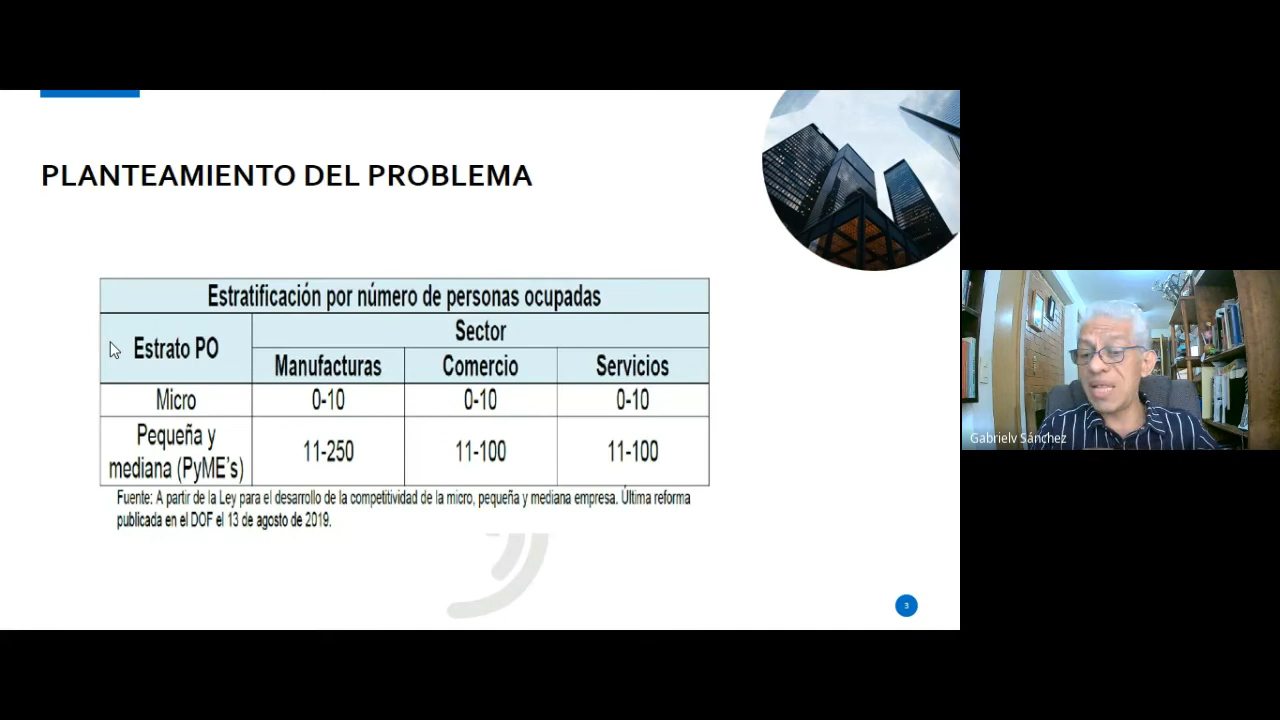 PLANTEAMIENTO DEL PROBLEMA
Estratificación por número de personas ocupadas
Estrato PO
Sector
Manufacturas Comercio Servicios
Micro 0-10 0-10 0-10
Pequeña y
mediana (PyME's) 11-250 11-100 11-100
Fuente: A partir de la Ley para el desarrollo de la competitividad de la micro, pequeña y mediana empresa. Última reforma
publicada en el DOF el 13 de agosto de 2019.
3
Gabrielv Sánchez